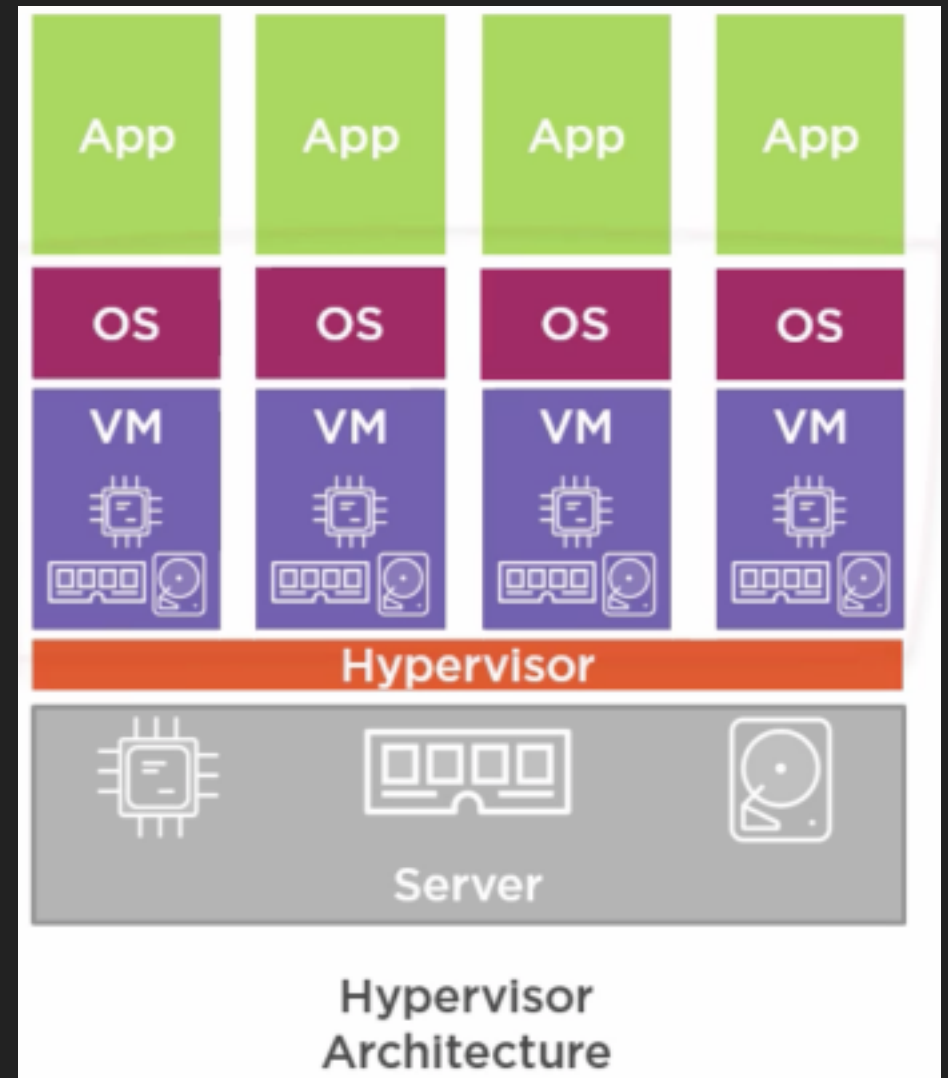 App App App App
OS OS OS OS
VM VM VM VM
Hypervisor
Server
Hypervisor
Architecture